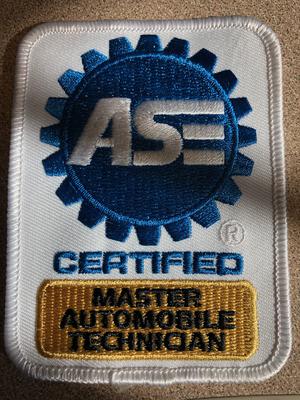 ASE
®
CERTIFIED
MASTER
AUTOMOBILE
TECHNICIAN